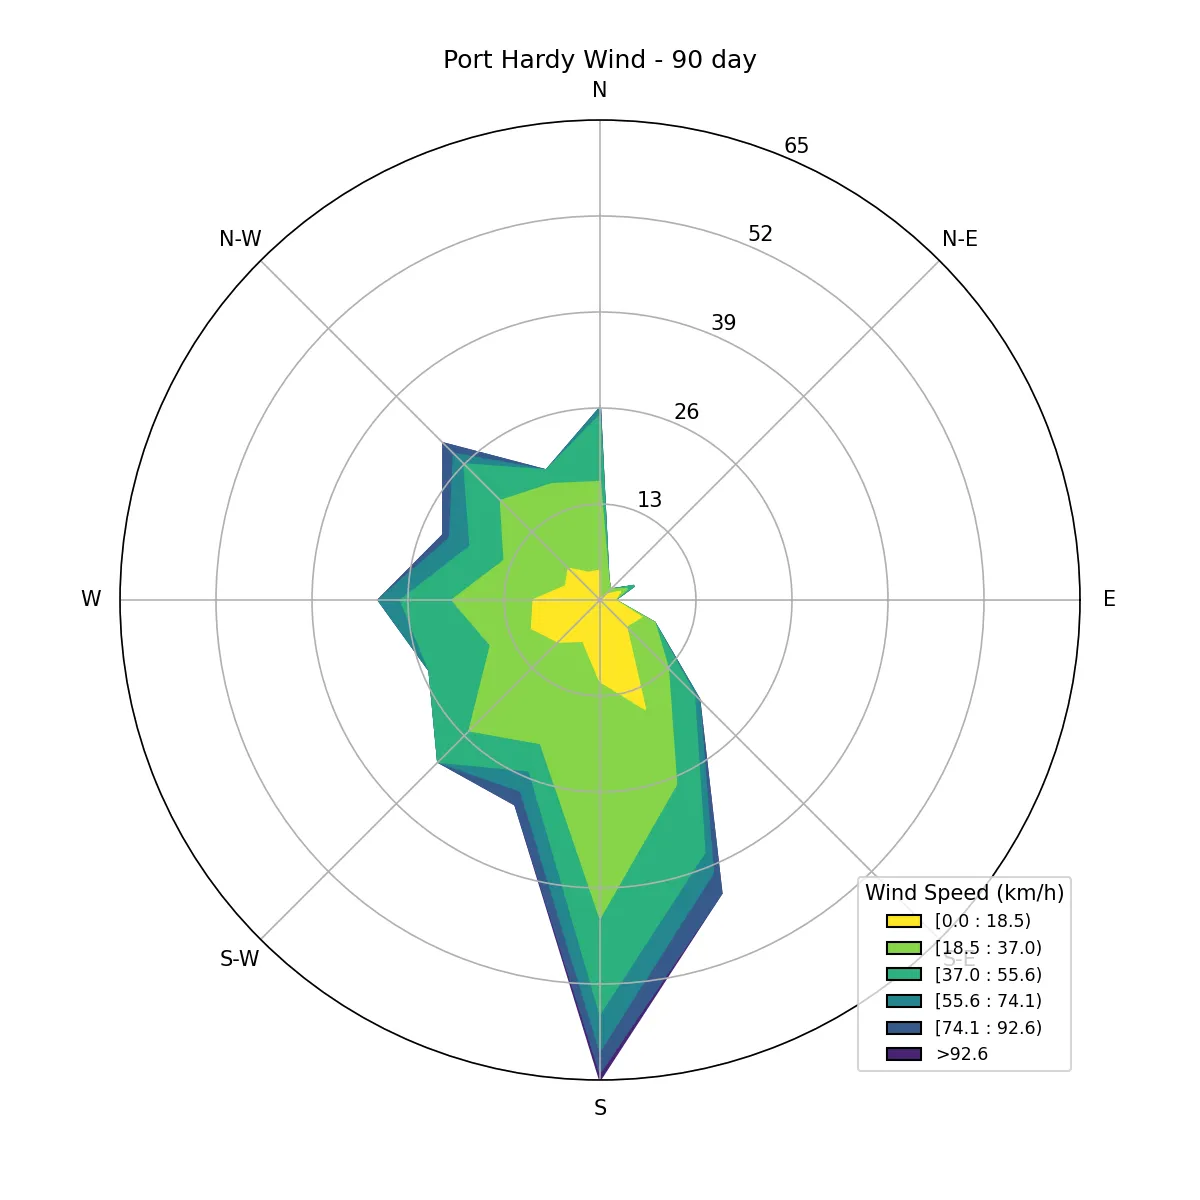 Port Hardy Wind - 90 day
N
65
N-W
52
N-E
39
26
13
W
E
Wind Speed (km/h)
[0.0 : 18.5)
[18.5 : 37.0)
S-W
S-E
[37.0 : 55.6)
[55.6 : 74.1)
[74.1 : 92.6)
>92.6
S